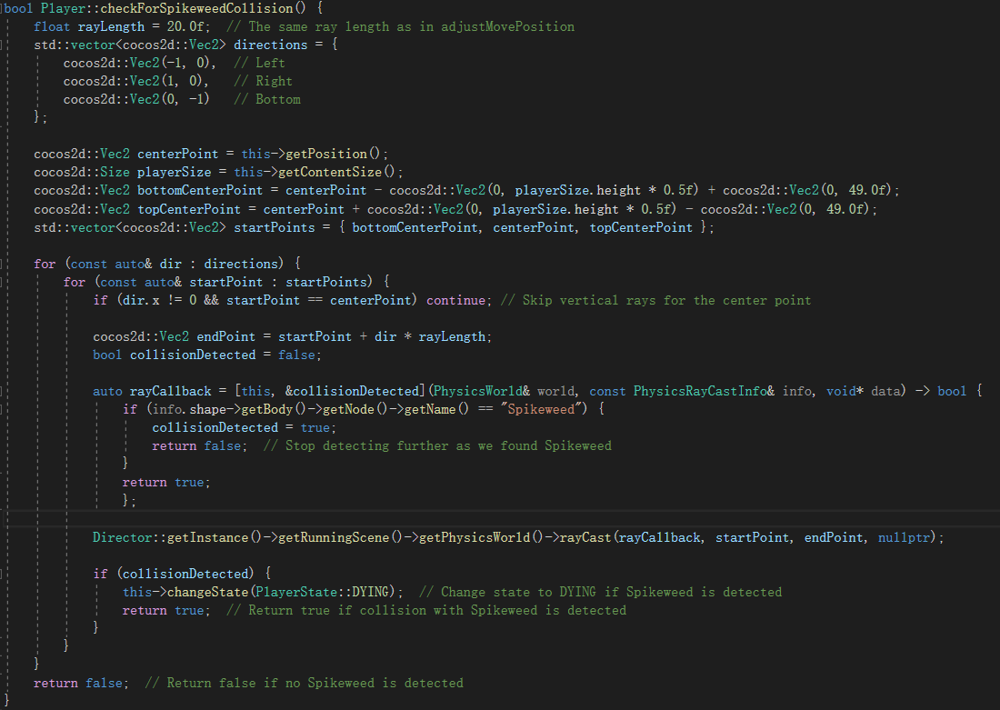 bool Player::checkForSpikeweedCollision() {
    float rayLength = 20.0f;  // The same ray length as in adjustMovePosition
    std::vector<cocos2d::Vec2> directions = {
        cocos2d::Vec2(-1, 0),  // Left
        cocos2d::Vec2(1, 0),   // Right
        cocos2d::Vec2(0, -1)   // Bottom
    };

    cocos2d::Vec2 centerPoint = this->getPosition();
    cocos2d::Size playerSize = this->getContentSize();
    cocos2d::Vec2 bottomCenterPoint = centerPoint - cocos2d::Vec2(0, playerSize.height * 0.5f) + cocos2d::Vec2(0, 49.0f);
    cocos2d::Vec2 topCenterPoint = centerPoint + cocos2d::Vec2(0, playerSize.height * 0.5f) - cocos2d::Vec2(0, 49.0f);
    std::vector<cocos2d::Vec2> startPoints = { bottomCenterPoint, centerPoint, topCenterPoint };

    for (const auto& dir : directions) {
        for (const auto& startPoint : startPoints) {
            if (dir.x != 0 && startPoint == centerPoint) continue; // Skip vertical rays for the center point

            cocos2d::Vec2 endPoint = startPoint + dir * rayLength;
            bool collisionDetected = false;

            auto rayCallback = [this, &collisionDetected](PhysicsWorld& world, const PhysicsRayCastInfo& info, void* data) -> bool {
                if (info.shape->getBody()->getNode()->getName() == "Spikeweed") {
                    collisionDetected = true;
                    return false;  // Stop detecting further as we found Spikeweed
                }
                return true;
                };

            Director::getInstance()->getRunningScene()->getPhysicsWorld()->rayCast(rayCallback, startPoint, endPoint, nullptr);

            if (collisionDetected) {
                this->changeState(PlayerState::DYING);  // Change state to DYING if Spikeweed is detected
                return true;  // Return true if collision with Spikeweed is detected
            }
        }
    }
    return false;  // Return false if no Spikeweed is detected
}